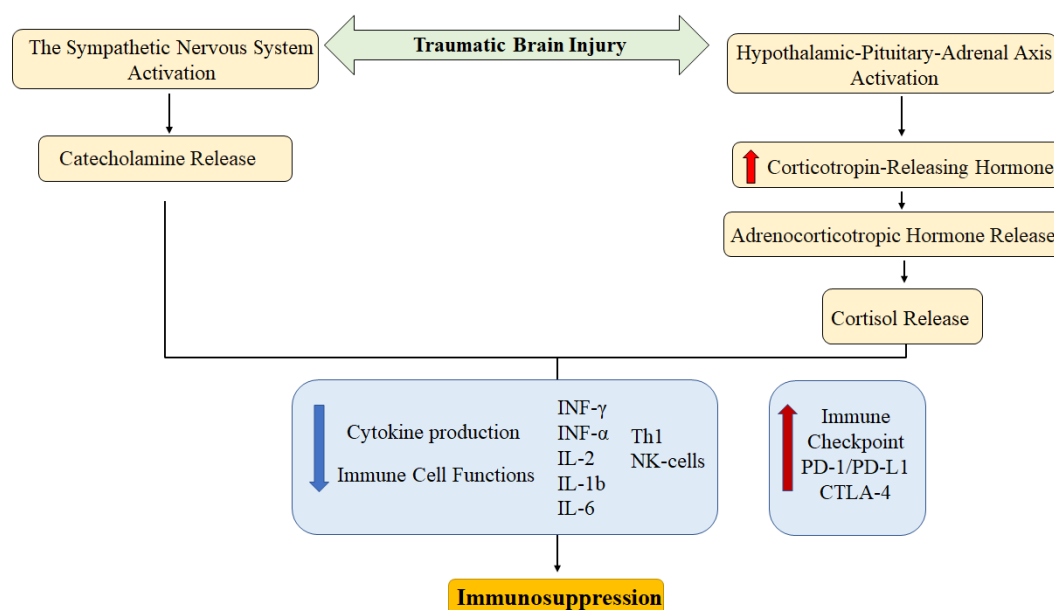 The Sympathetic Nervous System
Activation
Traumatic Brain Injury
Hypothalamic-Pituitary-Adrenal Axis
Activation
Catecholamine Release
Corticotropin-Releasing Hormone
Adrenocorticotropic Hormone Release
Cortisol Release
Cytokine production
Immune Cell Functions
INF-γ
INF-α
IL-2
IL-1b
IL-6
Th1
NK-cells
Immune
Checkpoint
PD-1/PD-L1
CTLA-4
Immunosuppression